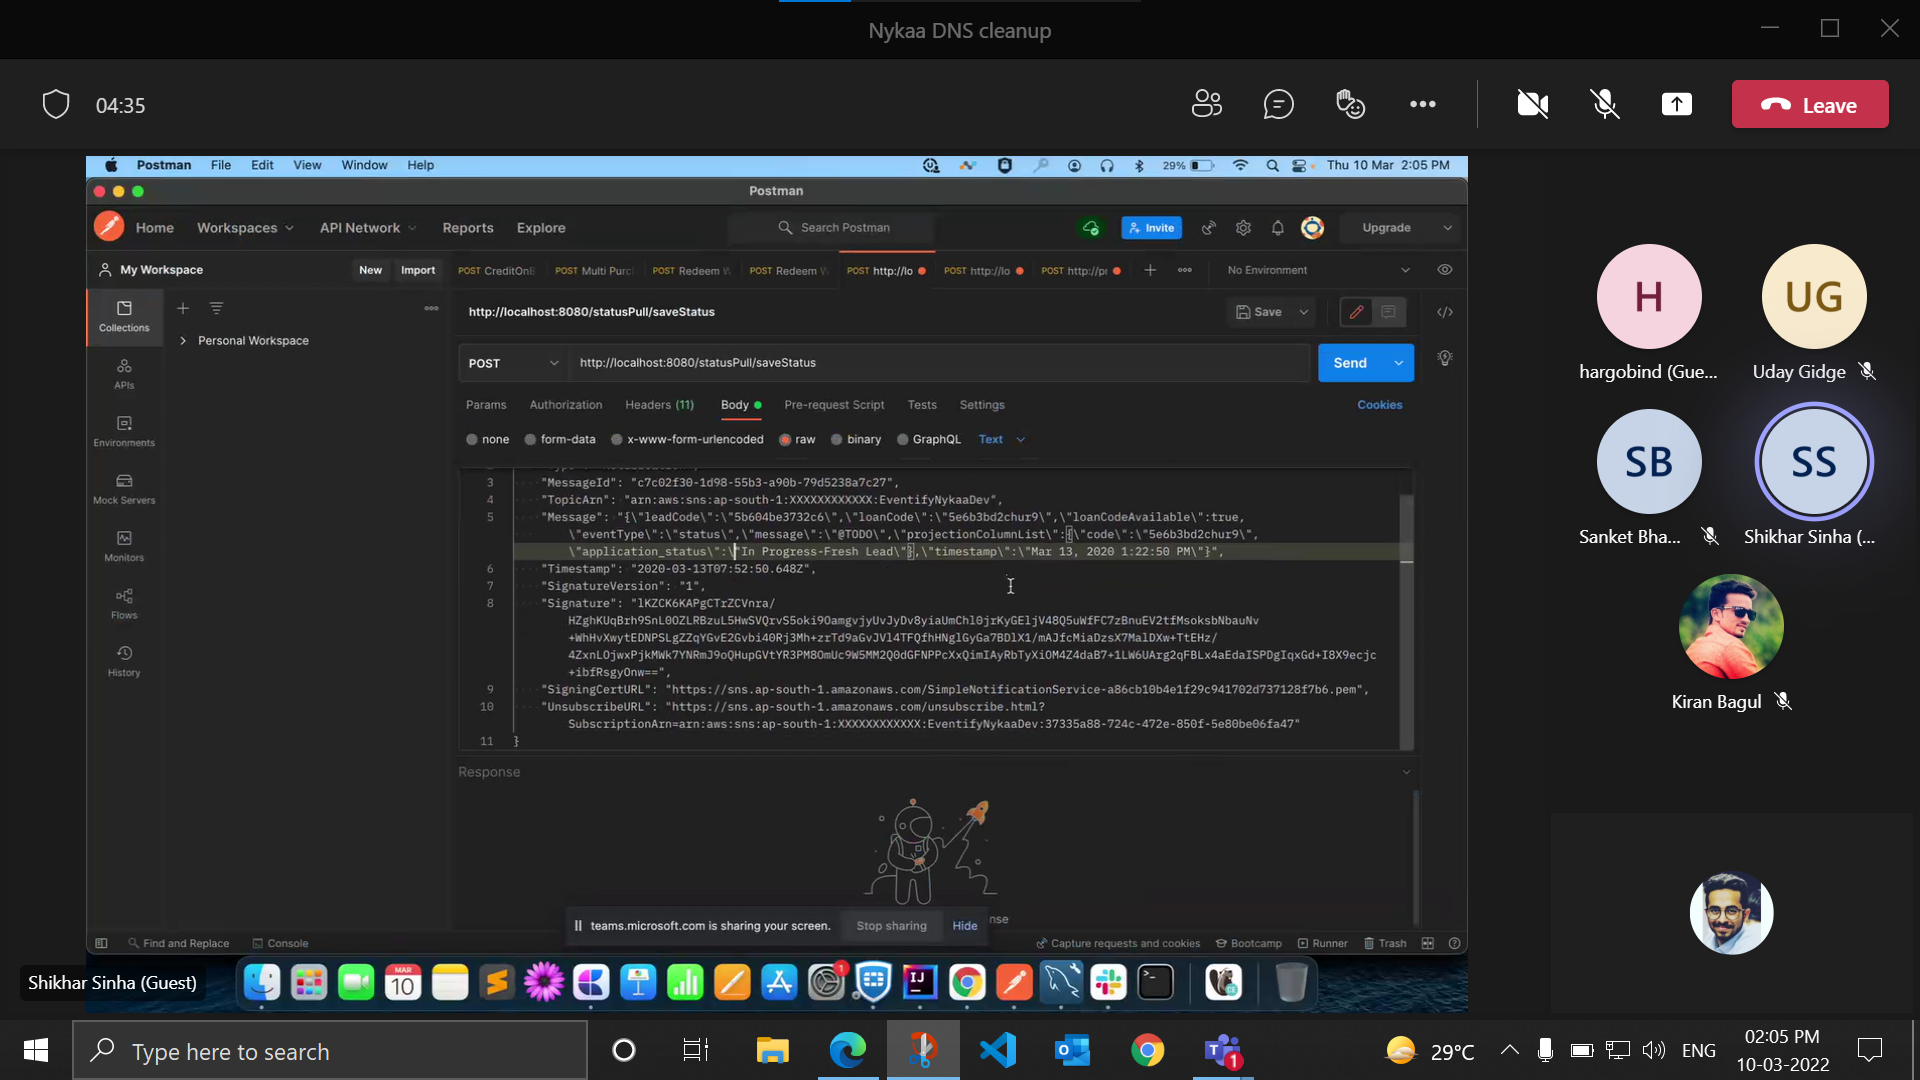 Nykaa DNS cleanup
04:35
Leave
Postman File Edit View Window Help
29% Thu 10 Mar 2:05 PM
Postman
Home Workspaces API Network Reports Explore
Search Postman
Invite
Upgrade
My Workspace
New Import
POST CreditOnB
POST Multi Purc
POST Redeem W
POST Redeem W
POST http://lo
POST http://lo
POST http://pr
No Environment
Collections
APIs
Environments
Mock Servers
Monitors
Flows
History
Personal Workspace
http://localhost:8080/statusPull/saveStatus
Save
POST http://localhost:8080/statusPull/saveStatus
Send
Params Authorization Headers (11) Body Pre-request Script Tests Settings Cookies
none form-data x-www-form-urlencoded raw binary GraphQL Text
3 "MessageId": "c7c02f30-1d98-55b3-a90b-79d5238a7c27",
4 "TopicArn": "arn:aws:sns:ap-south-1:XXXXXXXXXXXX:EventifyNykaaDev",
5 "Message": "{\"leadCode\":\"5b604be3732c6\",\"loanCode\":\"5e6b3bd2chur9\",\"loanCodeAvailable\":true,
\"eventType\":\"status\",\"message\":\"@TODO\",\"projectionColumnList\":{\"code\":\"5e6b3bd2chur9\",
\"application_status\":\"In Progress-Fresh Lead\"},\"timestamp\":\"Mar 13, 2020 1:22:50 PM\"}",
6 "Timestamp": "2020-03-13T07:52:50.648Z",
7 "SignatureVersion": "1",
8 "Signature": "lKZCK6KAPgCTrZCVnra/
HZghKUqBrh9SnL0OZLRBzuL5HwSVQrvS5oki9OamgvjyUvJyDv8yiaUmChl0jrKyGEljV48Q5uWfFC7zBnuEV2tfMsoksbNbauNv
+WhHvXwytEDNPSLgZZqYGvE2Gvbi40Rj3Mh+zrTd9aGvJVl4TFQfhHNglGyGa7BDlX1/mAJfcMiaDzsX7MalDXw+TtEHz/
4ZxnLOjwxPjkMWk7YNRmJ9oQHupGVtYR3PM8OmUc9W5MM2Q0dGFNPPcXxQimIAyRbTyXiOM4Z4daB7+1LW6UArg2qFBLx4aEdaISPDgIqxGd+I8X9ecjc
+ibfRsgyOnw==",
9 "SigningCertURL": "https://sns.ap-south-1.amazonaws.com/SimpleNotificationService-a86cb10b4e1f29c941702d737128f7b6.pem",
10 "UnsubscribeURL": "https://sns.ap-south-1.amazonaws.com/unsubscribe.html?
SubscriptionArn=arn:aws:sns:ap-south-1:XXXXXXXXXXXX:EventifyNykaaDev:37335a88-724c-472e-850f-5e80be06fa47"
11 }
Response
teams.microsoft.com is sharing your screen. Stop sharing Hide
nse
Find and Replace Console
Capture requests and cookies Bootcamp Runner Trash
Shikhar Sinha (Guest)
MAR
10
1
IJ
H
hargobind (Gue...
UG
Uday Gidge
SB
Sanket Bha...
SS
Shikhar Sinha (...
Kiran Bagul
Type here to search
1
29°C
ENG
02:05 PM
10-03-2022